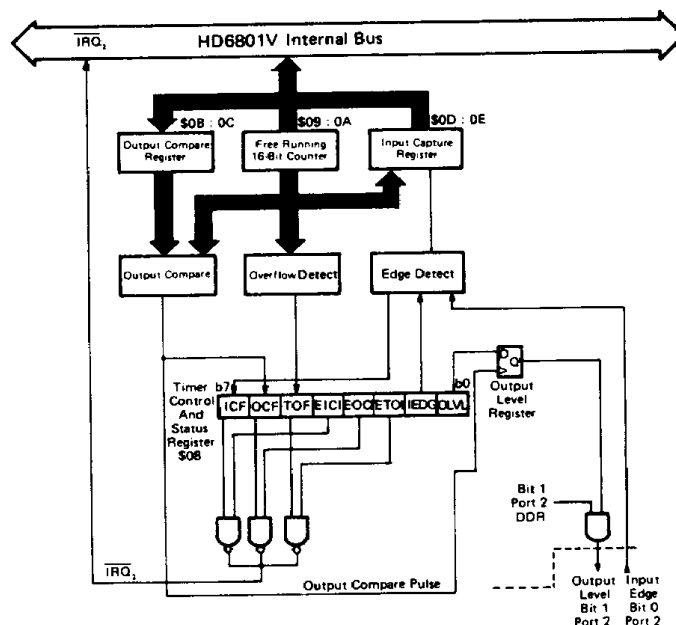 IRQ₂
HD6801V Internal Bus
$0B : 0C
$09 : 0A
$0D : 0E
Output Compare
Register
Free Running
16-Bit Counter
Input Capture
Register
Output Compare
Overflow Detect
Edge Detect
Timer
Control
And
Status
Register
$08
b7
b0
ICF
OCF
TOF
EICI
EOCI
ETOI
IEDG
OLVL
D
Q
Output
Level
Register
Bit 1
Port 2
DDR
IRQ₂
Output Compare Pulse
Output
Level
Bit 1
Port 2
Input
Edge
Bit 0
Port 2